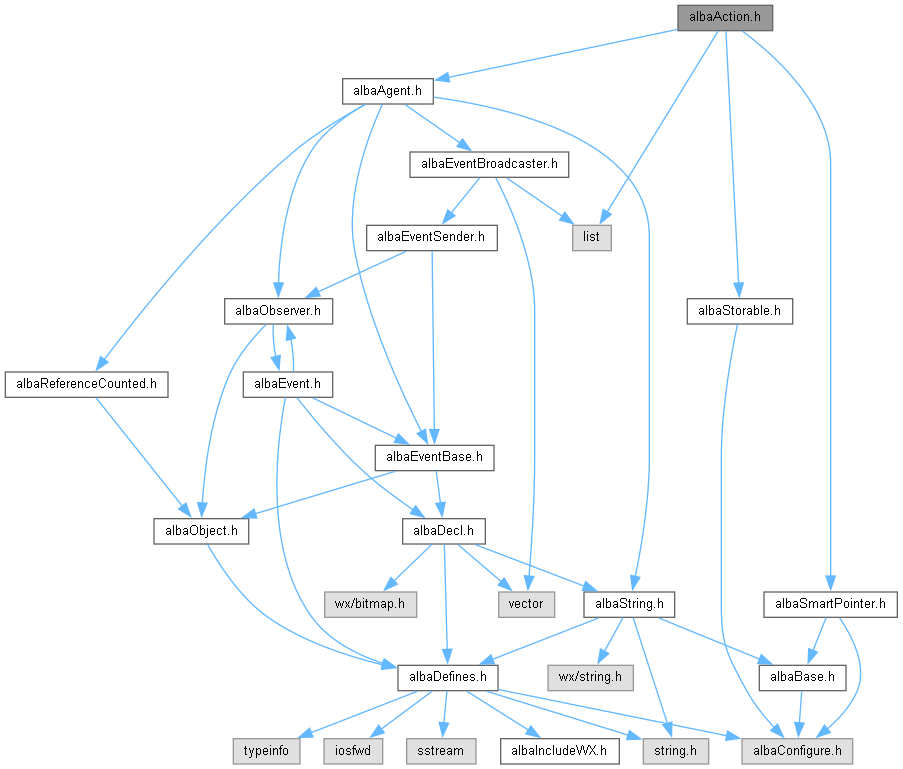 albaAction.h
albaAgent.h
albaEventBroadcaster.h
albaEventSender.h
list
albaObserver.h
albaStorable.h
albaReferenceCounted.h
albaEvent.h
albaEventBase.h
albaObject.h
albaDecl.h
wx/bitmap.h
vector
albaString.h
albaSmartPointer.h
albaDefines.h
wx/string.h
albaBase.h
typeinfo
iosfwd
sstream
albaIncludeWX.h
string.h
albaConfigure.h